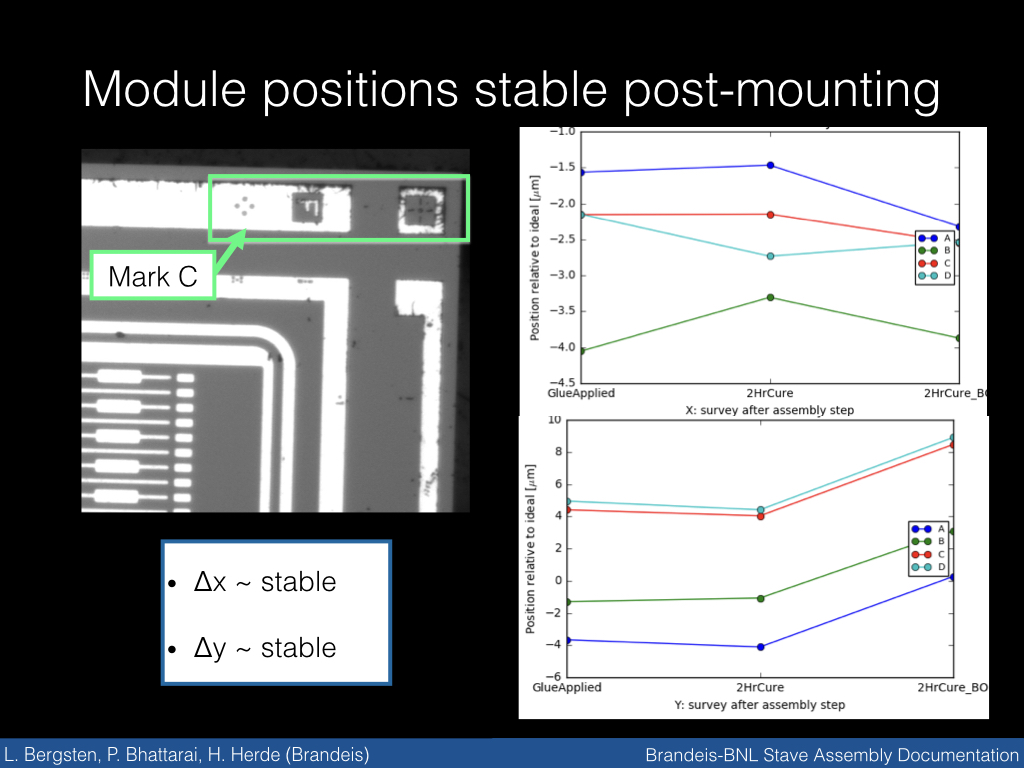 Module positions stable post-mounting
F
Mark C
−1.0
−1.5
−2.0
−2.5
−3.0
−3.5
−4.0
−4.5
Position relative to ideal [μm]
A
B
C
D
GlueApplied
2HrCure
2HrCure_BO
X: survey after assembly step
10
8
6
4
2
0
−2
−4
−6
Position relative to ideal [μm]
A
B
C
D
GlueApplied
2HrCure
2HrCure_BO
Y: survey after assembly step
• Δx ~ stable
• Δy ~ stable
L. Bergsten, P. Bhattarai, H. Herde (Brandeis)
Brandeis-BNL Stave Assembly Documentation